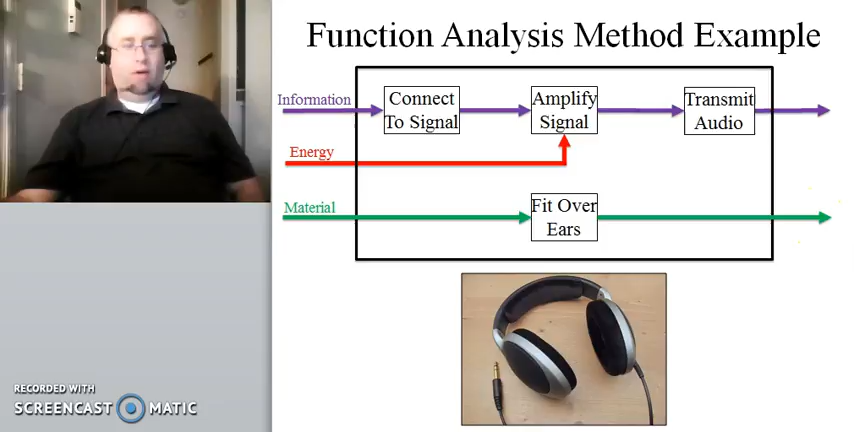 Function Analysis Method Example
Information
Connect
To Signal
Amplify
Signal
Transmit
Audio
Energy
Material
Fit Over
Ears
RECORDED WITH
SCREENCAST MATIC